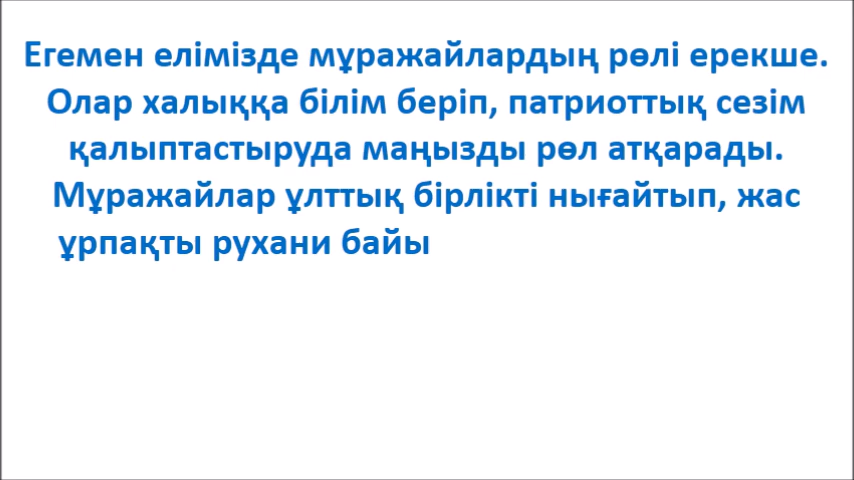 Егемен елімізде мұражайлардың рөлі ерекше.
Олар халыққа білім беріп, патриоттық сезім
қалыптастыруда маңызды рөл атқарады.
Мұражайлар ұлттық бірлікті нығайтып, жас
ұрпақты рухани байы